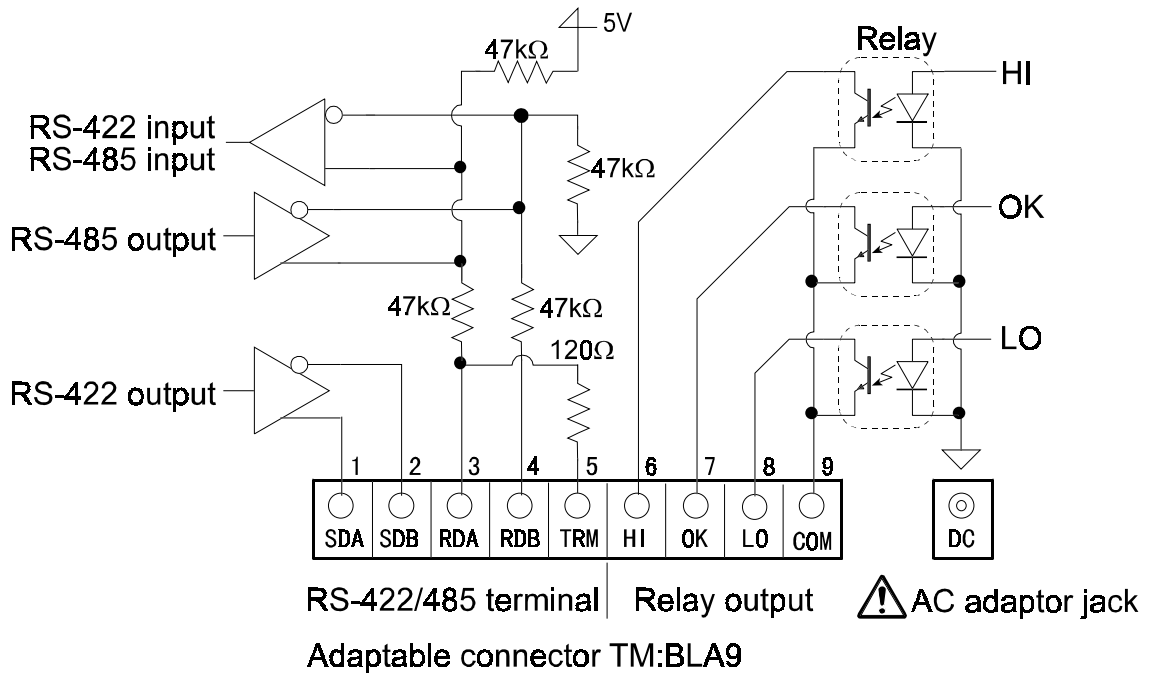 5V
47kΩ
Relay
HI
RS-422 input
RS-485 input
47kΩ
OK
RS-485 output
47kΩ
47kΩ
120Ω
LO
RS-422 output
1 2 3 4 5 6 7 8 9
SDA SDB RDA RDB TRM HI OK LO COM
DC
RS-422/485 terminal
Relay output
AC adaptor jack
Adaptable connector TM:BLA9